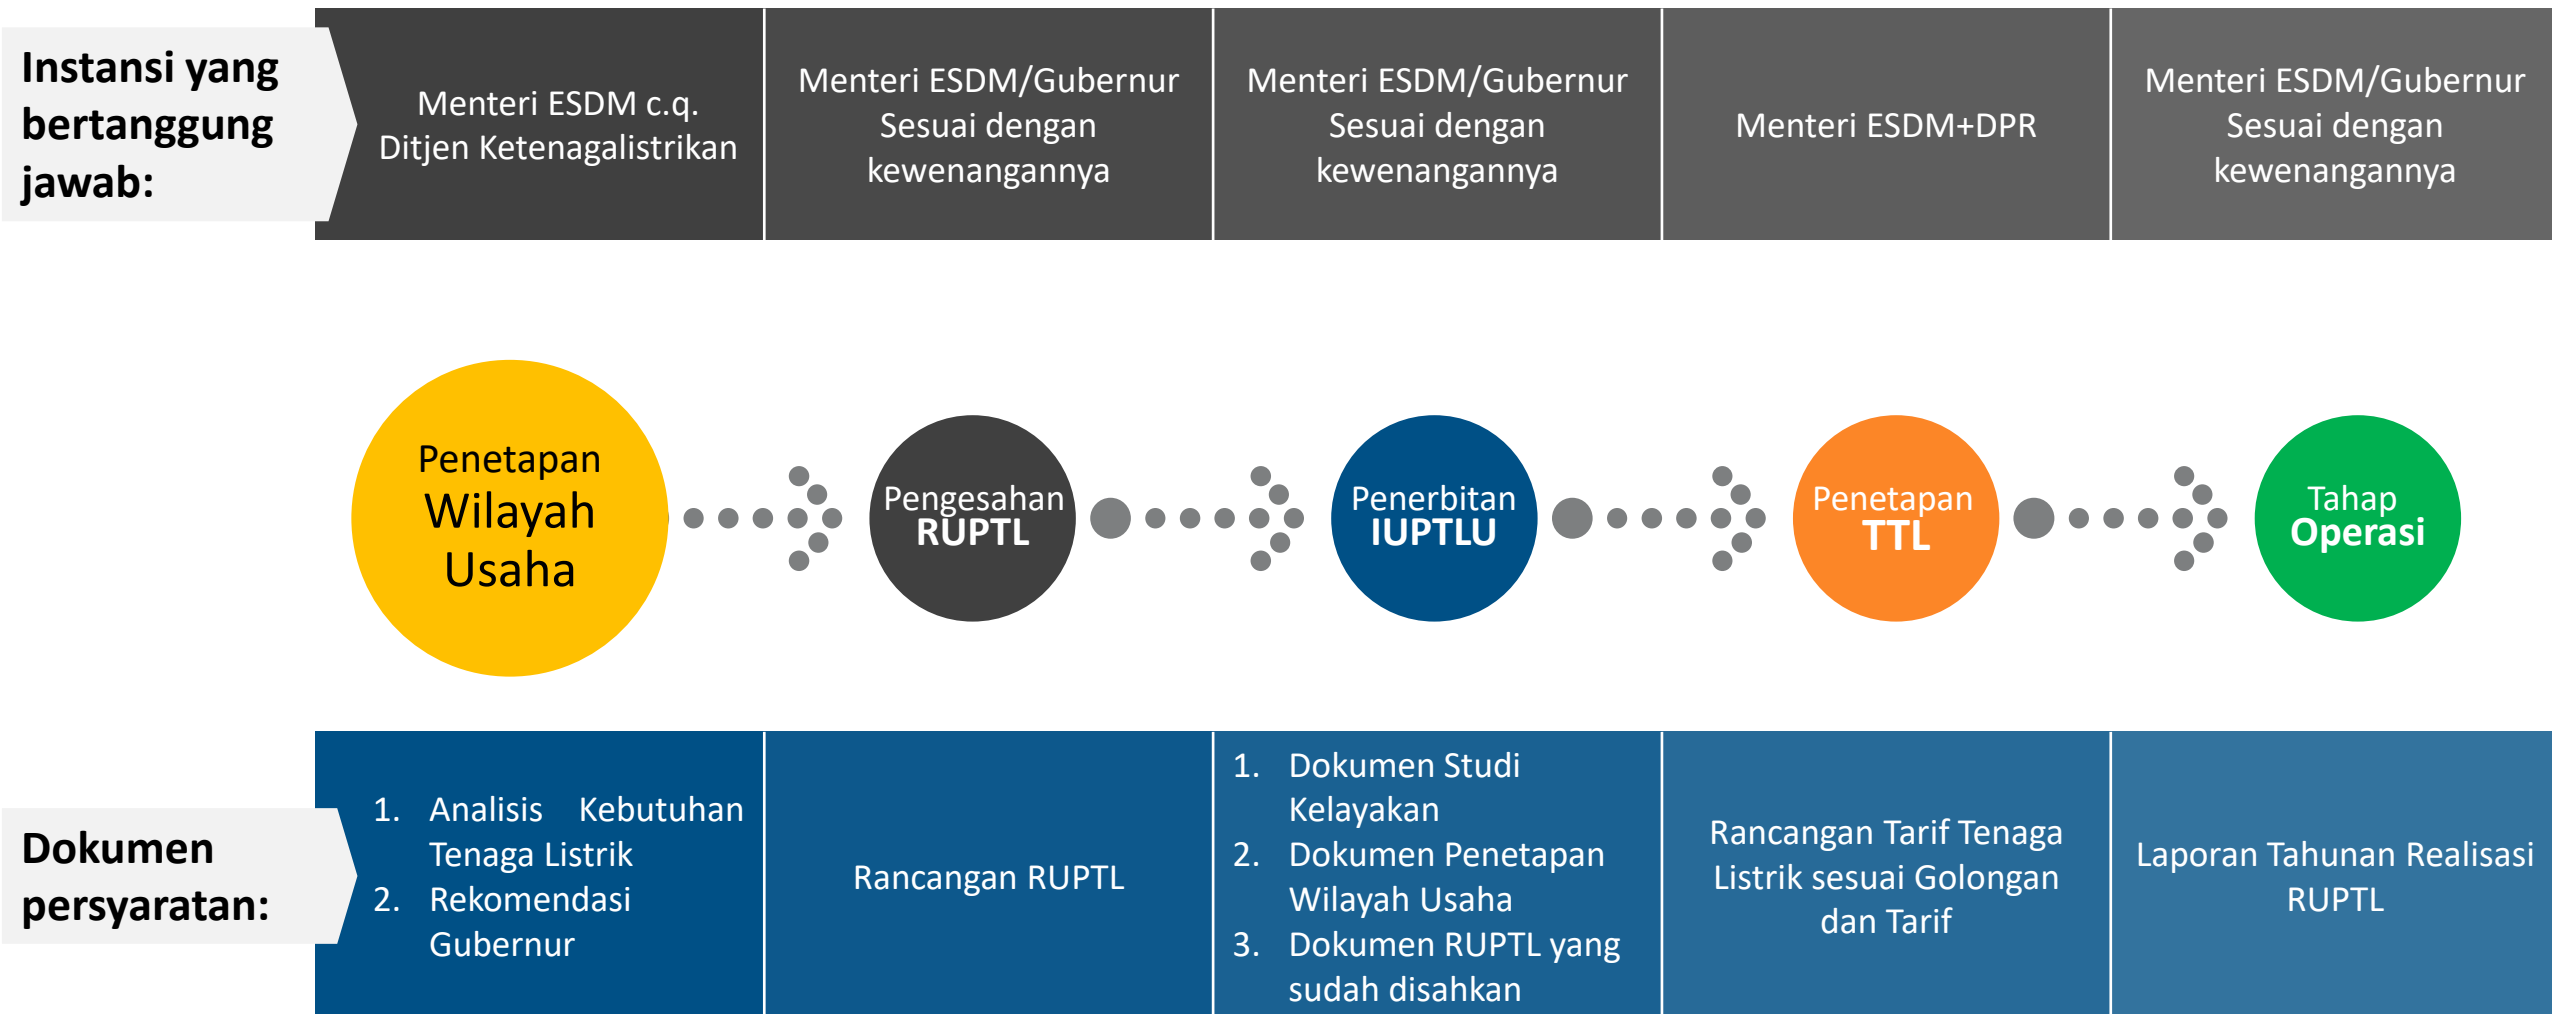 Instansi yang
bertanggung
jawab:
Menteri ESDM c.q.
Ditjen Ketenagalistrikan
Menteri ESDM/Gubernur
Sesuai dengan
kewenangannya
Menteri ESDM/Gubernur
Sesuai dengan
kewenangannya
Menteri ESDM+DPR
Menteri ESDM/Gubernur
Sesuai dengan
kewenangannya
Penetapan
Wilayah
Usaha
Pengesahan
RUPTL
Penerbitan
IUPTLU
Penetapan
TTL
Tahap
Operasi
Dokumen
persyaratan:
1. Analisis Kebutuhan
Tenaga Listrik
2. Rekomendasi
Gubernur
Rancangan RUPTL
1. Dokumen Studi
Kelayakan
2. Dokumen Penetapan
Wilayah Usaha
3. Dokumen RUPTL yang
sudah disahkan
Rancangan Tarif Tenaga
Listrik sesuai Golongan
dan Tarif
Laporan Tahunan Realisasi
RUPTL